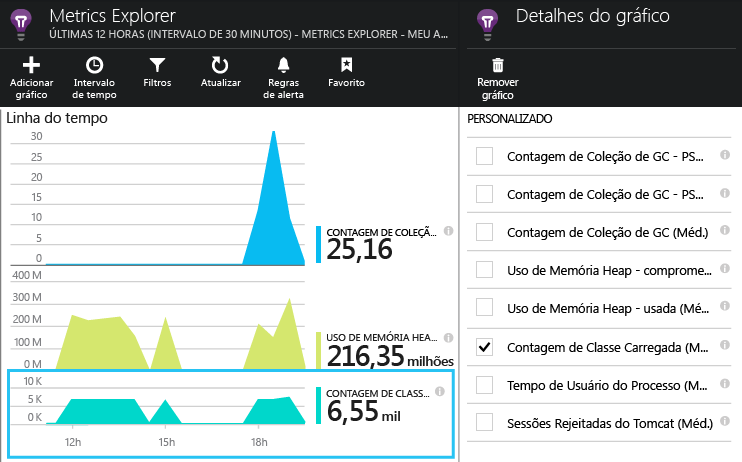 Metrics Explorer
ÚLTIMAS 12 HORAS (INTERVALO DE 30 MINUTOS) - METRICS EXPLORER - MEU A...
Adicionar gráfico
Intervalo de tempo
Filtros
Atualizar
Regras de alerta
Favorito
Linha do tempo
30
25
20
15
10
5
0
CONTAGEM DE COLEÇÃ...
25,16
400 M
300 M
200 M
100 M
0 M
USO DE MEMÓRIA HEA...
216,35 milhões
10 K
5 K
0 K
CONTAGEM DE CLASS...
6,55 mil
12h
15h
18h
Detalhes do gráfico
Remover gráfico
PERSONALIZADO
Contagem de Coleção de GC - PS...
Contagem de Coleção de GC - PS...
Contagem de Coleção de GC (Méd.)
Uso de Memória Heap - comprome...
Uso de Memória Heap - usada (Mé...
Contagem de Classe Carregada (M...
Tempo de Usuário do Processo (M...
Sessões Rejeitadas do Tomcat (Méd.)